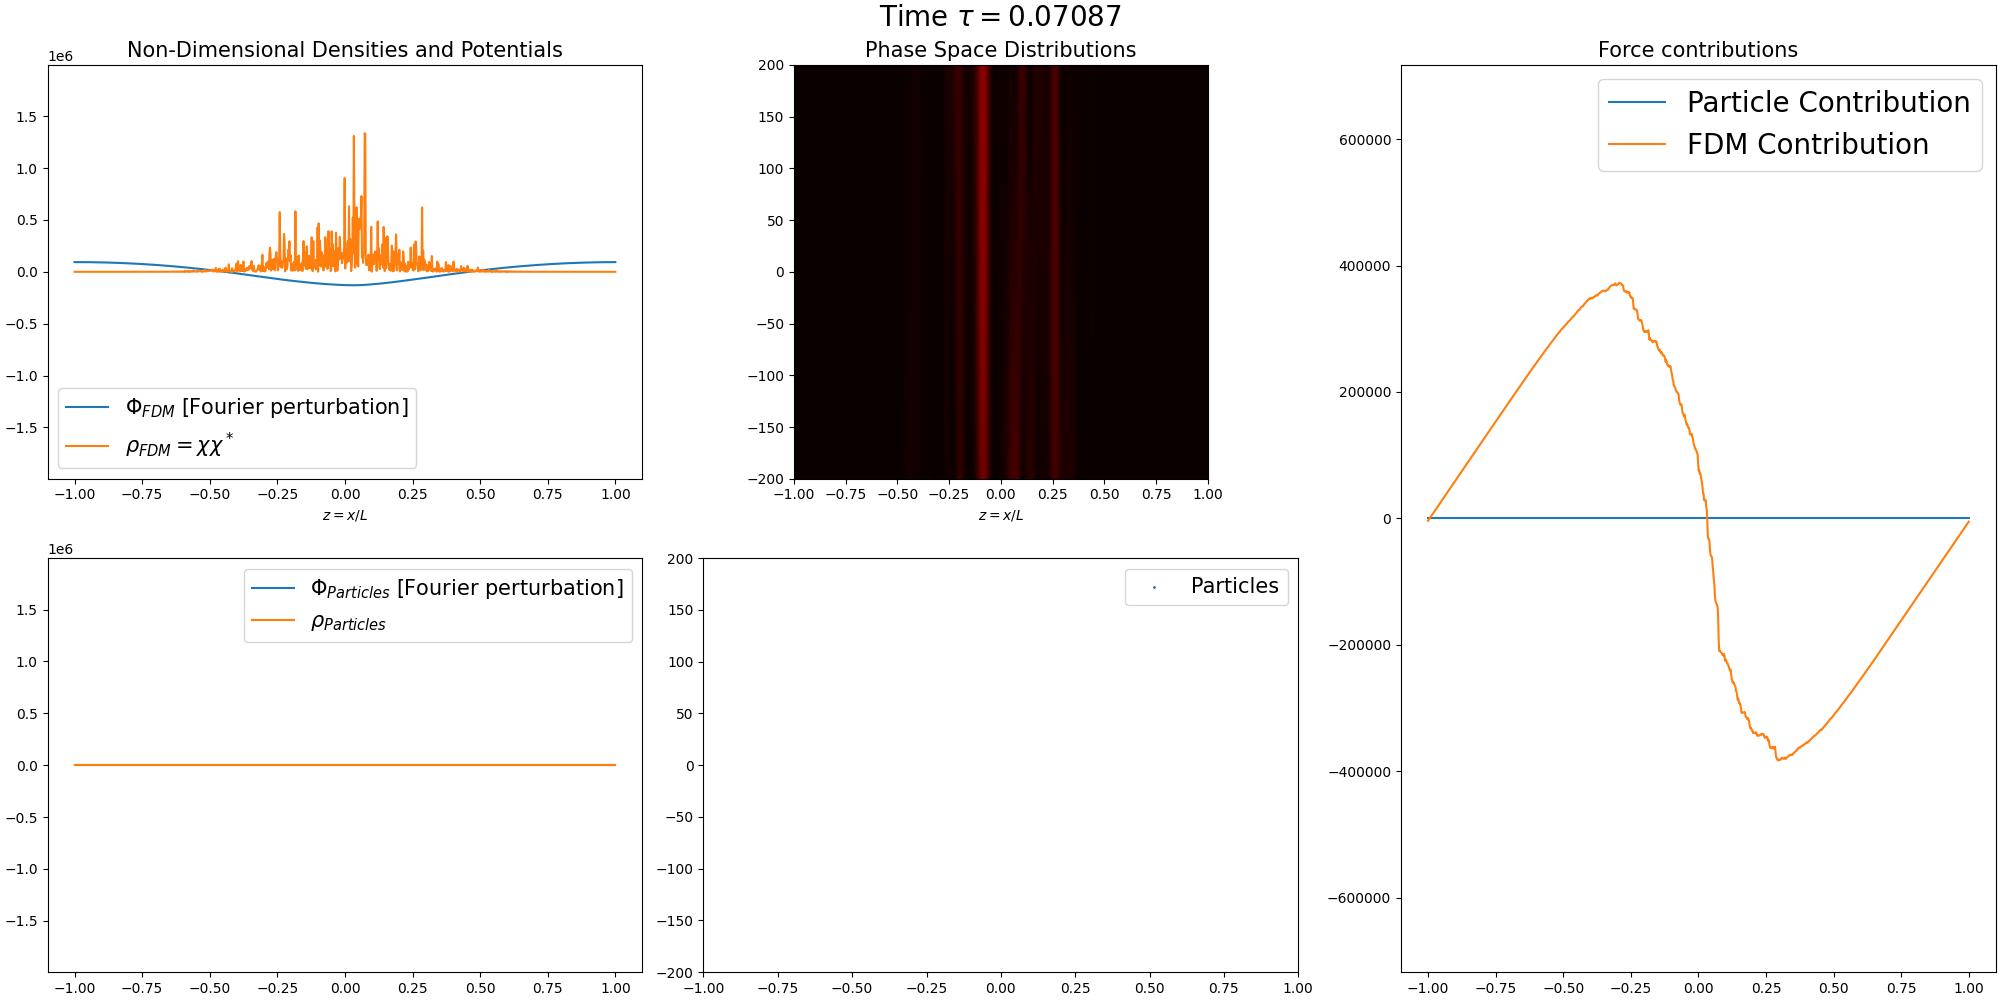 Time τ = 0.07087
Non-Dimensional Densities and Potentials
1e6
1.5
1.0
0.5
0.0
−0.5
−1.0
−1.5
Φ_FDM [Fourier perturbation]
ρ_FDM = χχ*
−1.00 −0.75 −0.50 −0.25 0.00 0.25 0.50 0.75 1.00
z = x/L
Phase Space Distributions
200
150
100
50
0
−50
−100
−150
−200
−1.00 −0.75 −0.50 −0.25 0.00 0.25 0.50 0.75 1.00
z = x/L
Force contributions
Particle Contribution
FDM Contribution
600000
400000
200000
0
−200000
−400000
−600000
−1.00 −0.75 −0.50 −0.25 0.00 0.25 0.50 0.75 1.00
1e6
Φ_Particles [Fourier perturbation]
ρ_Particles
1.5
1.0
0.5
0.0
−0.5
−1.0
−1.5
−1.00 −0.75 −0.50 −0.25 0.00 0.25 0.50 0.75 1.00
Particles
200
150
100
50
0
−50
−100
−150
−200
−1.00 −0.75 −0.50 −0.25 0.00 0.25 0.50 0.75 1.00